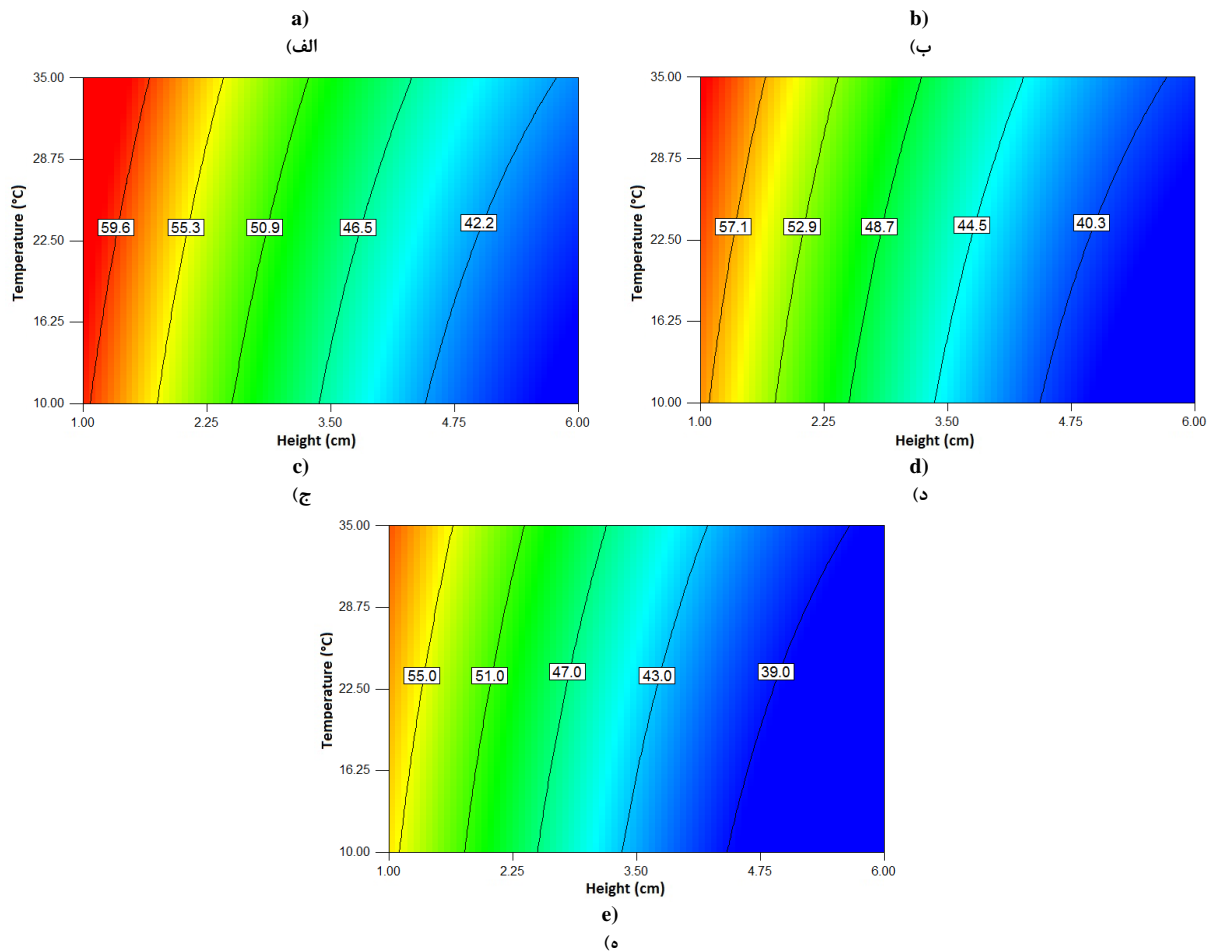 a) b)
الف) ب)
35.00
28.75
22.50
16.25
10.00
Temperature (°C)
59.6 55.3 50.9 46.5 42.2
1.00 2.25 3.50 4.75 6.00
Height (cm)
35.00
28.75
22.50
16.25
10.00
Temperature (°C)
57.1 52.9 48.7 44.5 40.3
1.00 2.25 3.50 4.75 6.00
Height (cm)
c) d)
ج) د)
35.00
28.75
22.50
16.25
10.00
Temperature (°C)
55.0 51.0 47.0 43.0 39.0
1.00 2.25 3.50 4.75 6.00
Height (cm)
e)
ه)